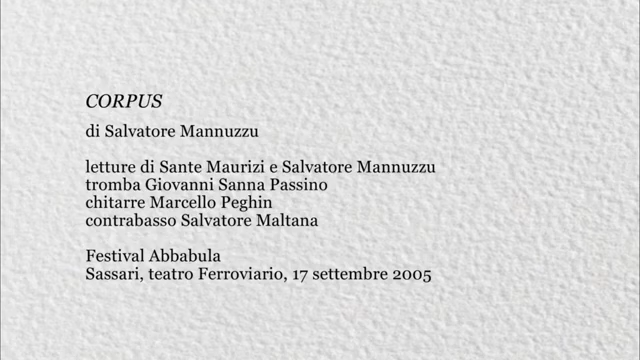 CORPUS
di Salvatore Mannuzzu
letture di Sante Maurizi e Salvatore Mannuzzu
tromba Giovanni Sanna Passino
chitarre Marcello Peghin
contrabasso Salvatore Maltana
Festival Abbabula
Sassari, teatro Ferroviario, 17 settembre 2005